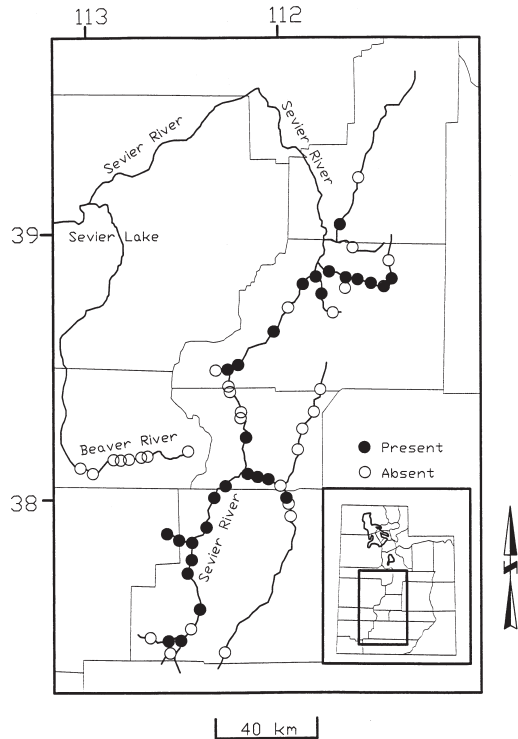 113 112
Sevier River
Sevier River
39
Sevier Lake
Beaver River
Present
Absent
38
Sevier River
N
40 km